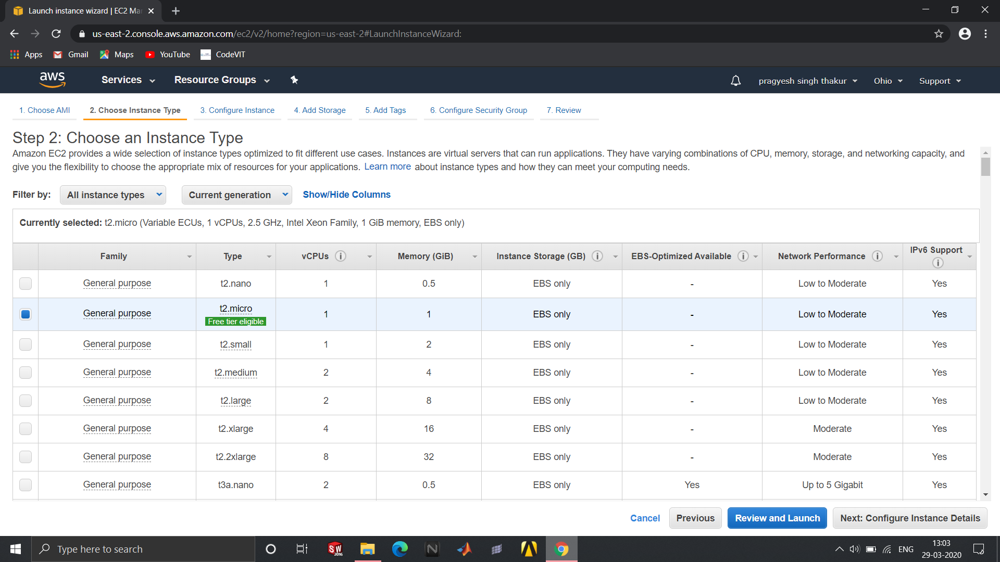 Launch instance wizard | EC2 Ma
us-east-2.console.aws.amazon.com/ec2/v2/home?region=us-east-2#LaunchInstanceWizard:
Apps Gmail Maps YouTube CodeVIT
aws Services Resource Groups pragyesh singh thakur Ohio Support
1. Choose AMI 2. Choose Instance Type 3. Configure Instance 4. Add Storage 5. Add Tags 6. Configure Security Group 7. Review
Step 2: Choose an Instance Type
Amazon EC2 provides a wide selection of instance types optimized to fit different use cases. Instances are virtual servers that can run applications. They have varying combinations of CPU, memory, storage, and networking capacity, and
give you the flexibility to choose the appropriate mix of resources for your applications. Learn more about instance types and how they can meet your computing needs.
Filter by: All instance types Current generation Show/Hide Columns
Currently selected: t2.micro (Variable ECUs, 1 vCPUs, 2.5 GHz, Intel Xeon Family, 1 GiB memory, EBS only)
Family Type vCPUs i Memory (GiB) Instance Storage (GB) i EBS-Optimized Available i Network Performance i IPv6 Support i
General purpose t2.nano 1 0.5 EBS only - Low to Moderate Yes
General purpose t2.micro Free tier eligible 1 1 EBS only - Low to Moderate Yes
General purpose t2.small 1 2 EBS only - Low to Moderate Yes
General purpose t2.medium 2 4 EBS only - Low to Moderate Yes
General purpose t2.large 2 8 EBS only - Low to Moderate Yes
General purpose t2.xlarge 4 16 EBS only - Moderate Yes
General purpose t2.2xlarge 8 32 EBS only - Moderate Yes
General purpose t3a.nano 2 0.5 EBS only Yes Up to 5 Gigabit Yes
Cancel Previous Review and Launch Next: Configure Instance Details
Type here to search SW 2016 N ENG 13:03
29-03-2020